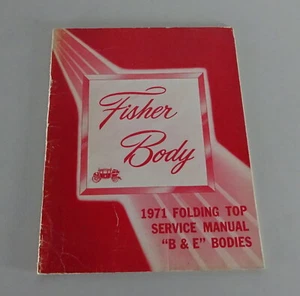 Fisher
Body
1971 FOLDING TOP
SERVICE MANUAL
"B & E" BODIES